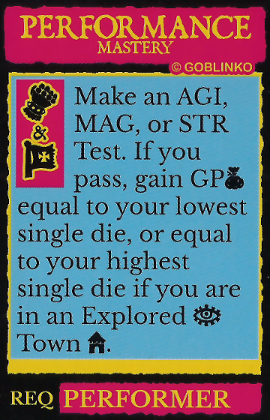 PERFORMANCE
MASTERY
© GOBLINKO
&
Make an AGI,
MAG, or STR
Test. If you
pass, gain GP
equal to your lowest
single die, or equal
to your highest
single die if you are
in an Explored
Town .
REQ PERFORMER